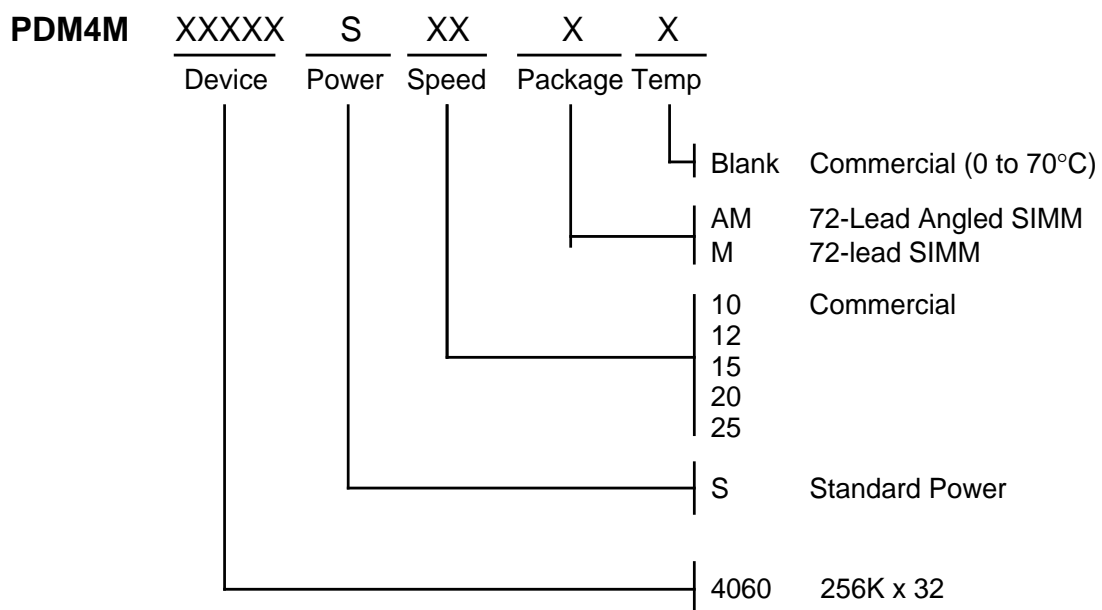 PDM4M XXXXX S XX X X
Device Power Speed Package Temp
Blank Commercial (0 to 70°C)
AM 72-Lead Angled SIMM
M 72-lead SIMM
10 Commercial
12
15
20
25
S Standard Power
4060 256K x 32